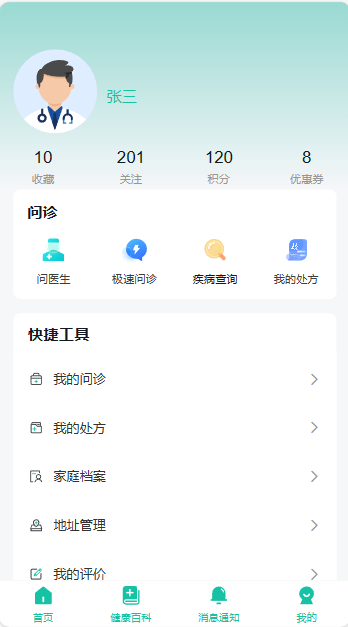 张三
10 201 120 8
收藏 关注 积分 优惠券
问诊
问医生 极速问诊 疾病查询 我的处方
快捷工具
我的问诊
我的处方
家庭档案
地址管理
我的评价
首页 健康百科 消息通知 我的